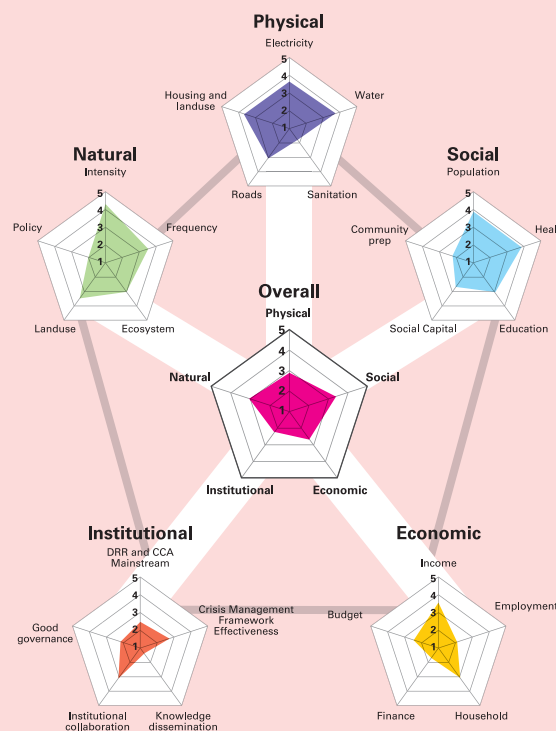 Physical
Electricity
5
4
3
2
1
Housing and
landuse
Water
Roads
Sanitation
Natural
Intensity
5
4
3
2
1
Policy
Frequency
Landuse
Ecosystem
Social
Population
5
4
3
2
1
Community
prep
Heal
Social Capital
Education
Overall
Physical
5
4
3
2
1
Natural
Social
Institutional
Economic
Institutional
DRR and CCA
Mainstream
5
4
3
2
1
Good
governance
Crisis Management
Framework
Effectiveness
Institutional
collaboration
Knowledge
dissemination
Economic
Income
5
4
3
2
1
Budget
Employment
Finance
Household